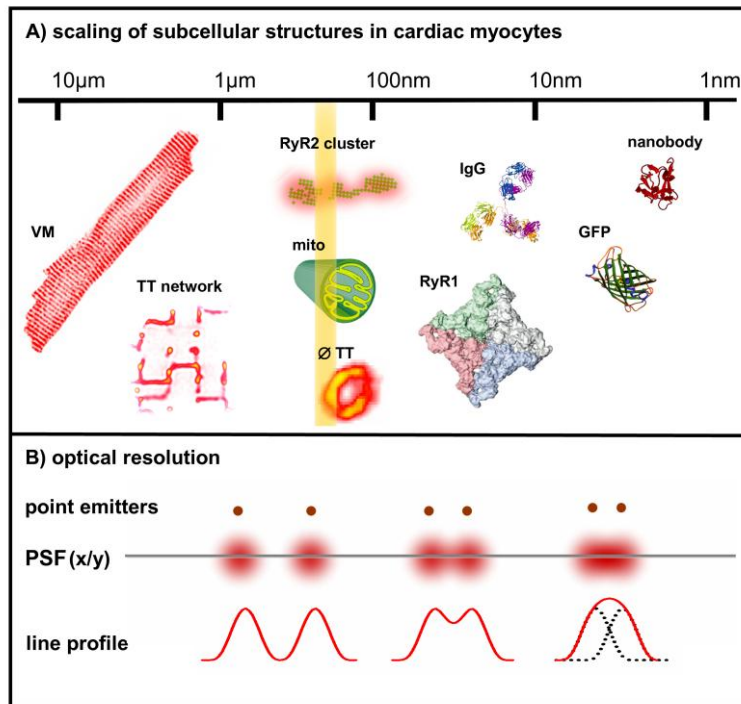 A) scaling of subcellular structures in cardiac myocytes
10µm 1µm 100nm 10nm 1nm
RyR2 cluster
IgG
nanobody
VM
mito
GFP
TT network
RyR1
Ø TT
B) optical resolution
point emitters
PSF (x/y)
line profile